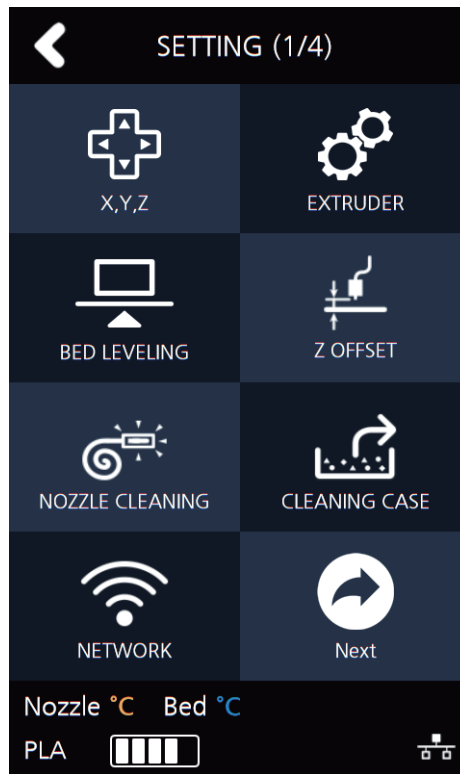 SETTING (1/4)
X,Y,Z
EXTRUDER
BED LEVELING
Z OFFSET
NOZZLE CLEANING
CLEANING CASE
NETWORK
Next
Nozzle °C Bed °C
PLA